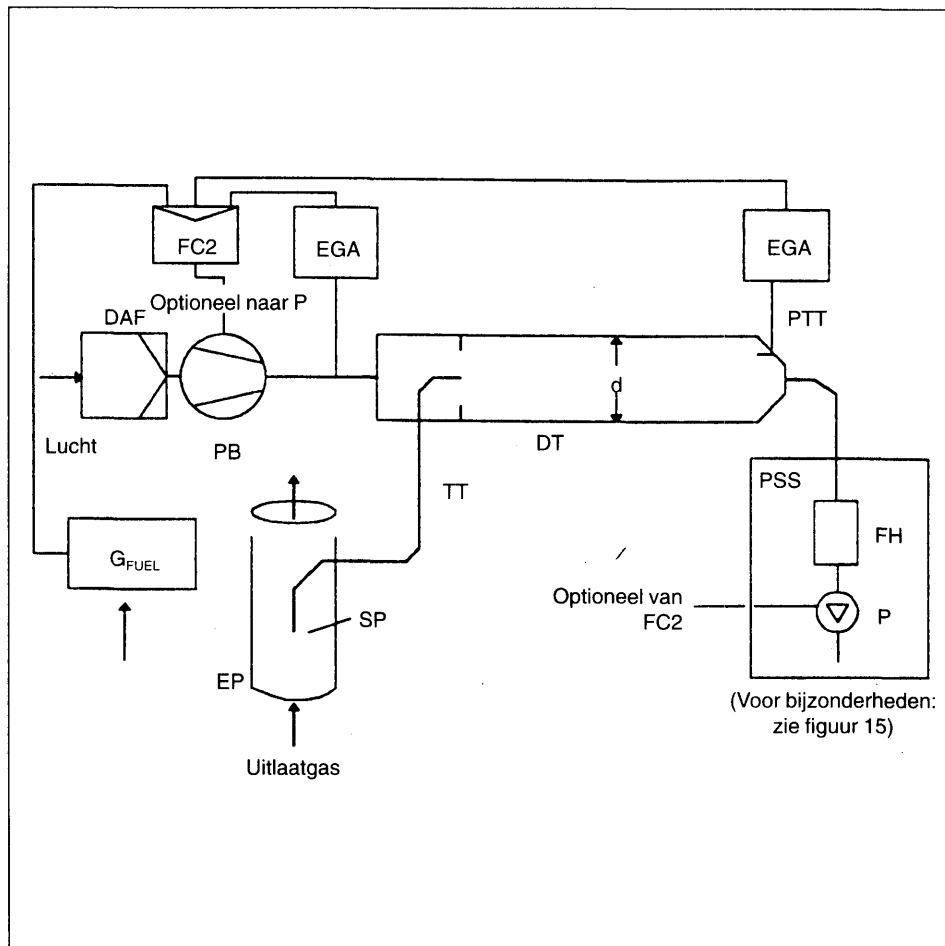 FC2
EGA
EGA
Optioneel naar P
DAF
PTT
d
Lucht
PB
DT
TT
PSS
FH
G_FUEL
Optioneel van
FC2
P
SP
EP
(Voor bijzonderheden:
zie figuur 15)
Uitlaatgas